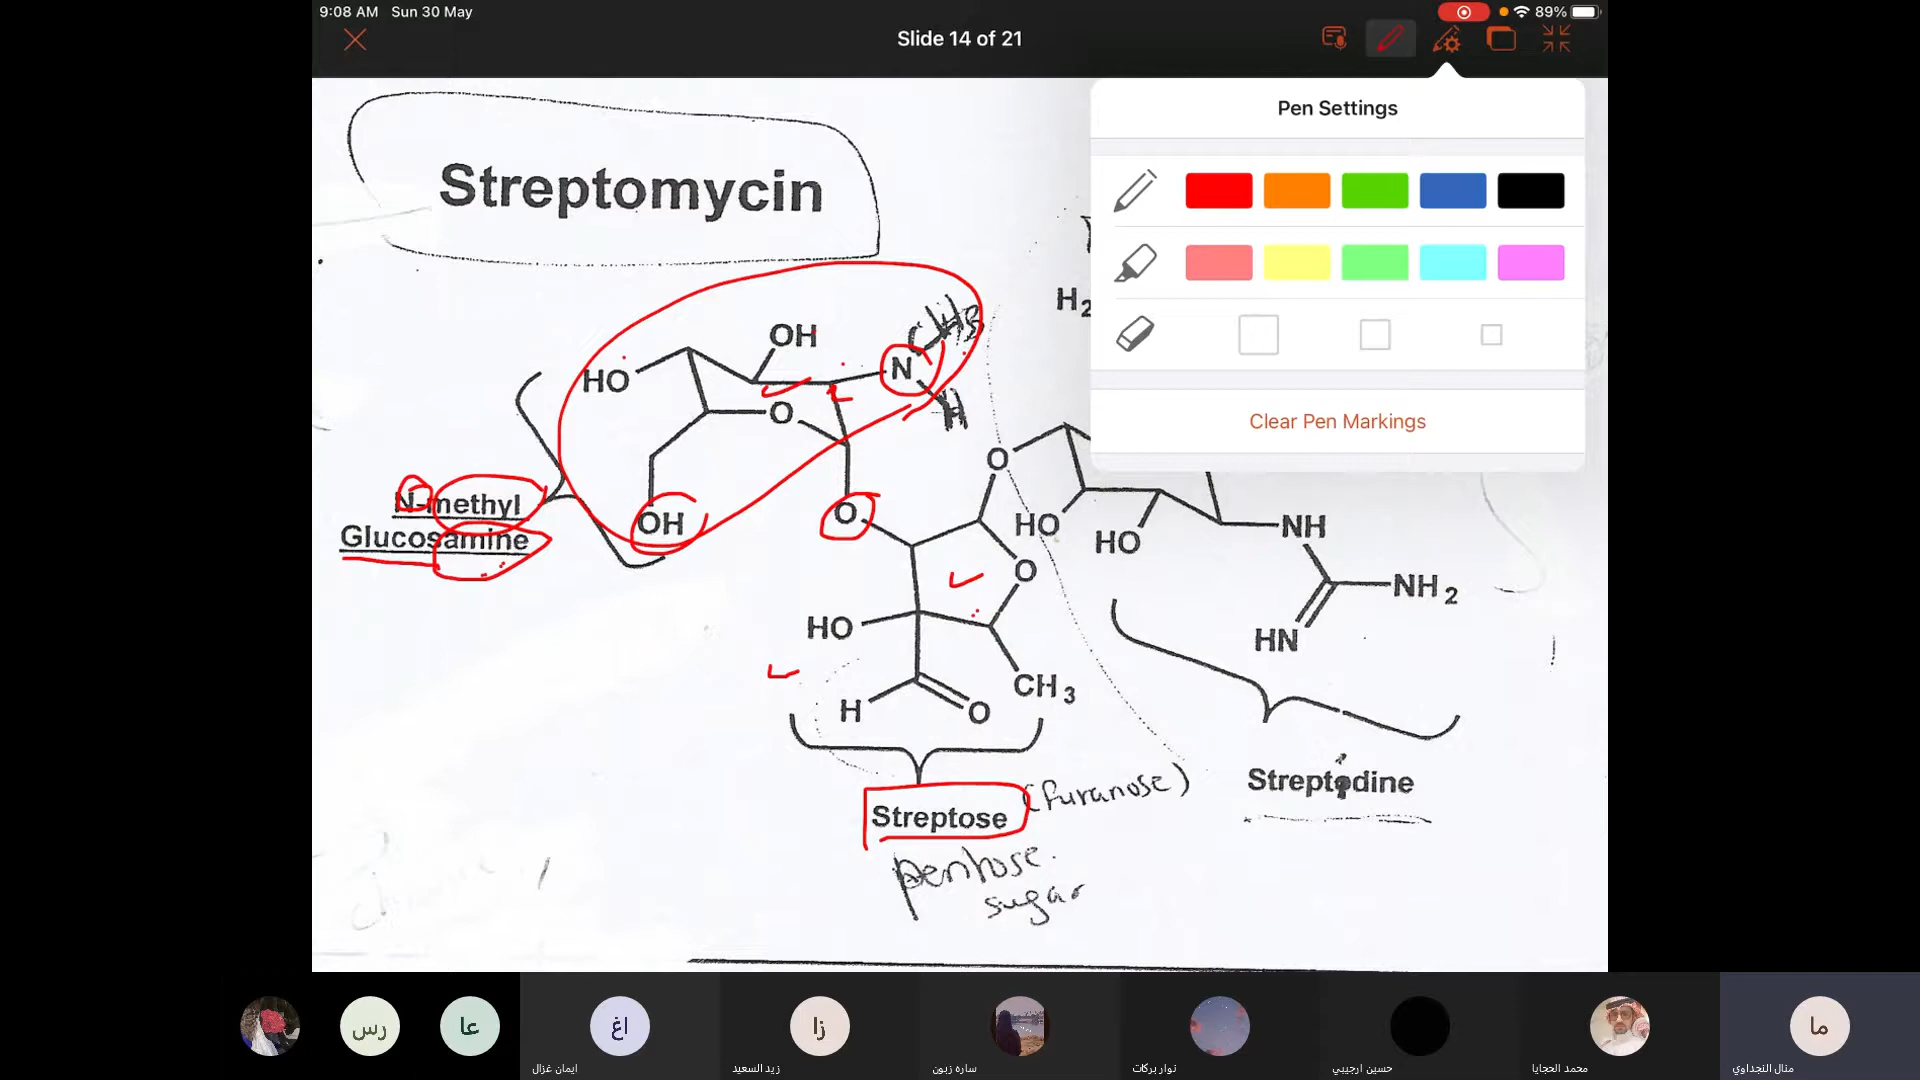 9:08 AM Sun 30 May
89%
Slide 14 of 21
Pen Settings
Clear Pen Markings
Streptomycin
OH
HO
N
CH3
H
O
OH
N-methyl
Glucosamine
O
O
HO
HO
H2
O
HO
H
O
CH3
NH
NH2
HN
Streptose
(furanose)
pentose
sugar
Streptidine
رس
عا
اغ
زا
ما
ايمان غزال
زيد السعيد
ساره زبون
نوار بركات
حسين ارجيبي
محمد الحجايا
منال النجداوي